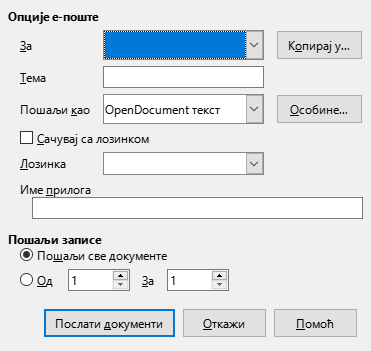 Опције е-поште
За
Копирај у...
Тема
Пошаљи као OpenDocument текст Особине...
Сачувај са лозинком
Лозинка
Име прилога
Пошаљи записе
Пошаљи све документе
Од 1 За 1
Послати документи Откажи Помоћ